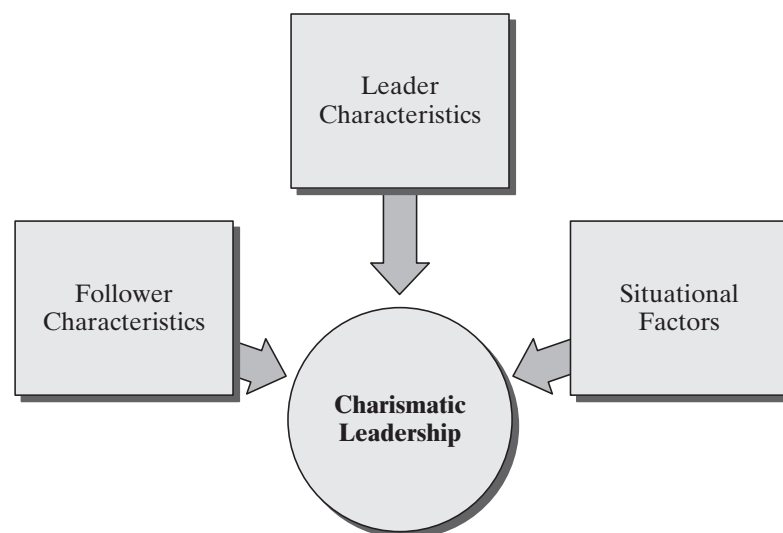 Leader
Characteristics
Follower
Characteristics
Situational
Factors
Charismatic
Leadership